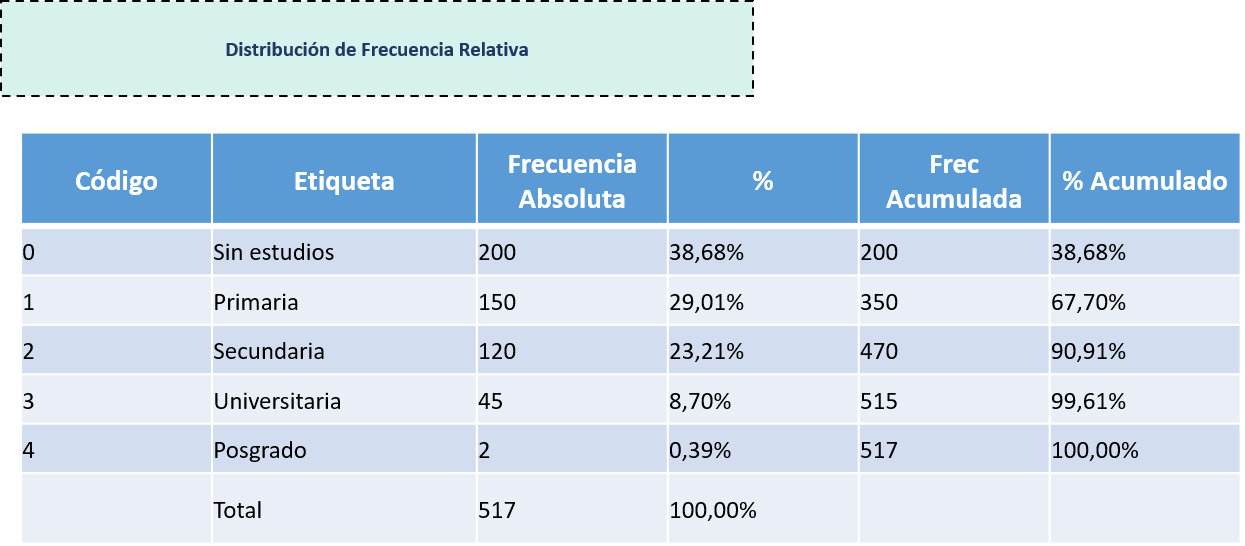 Distribución de Frecuencia Relativa
Código Etiqueta Frecuencia Absoluta % Frec Acumulada % Acumulado
0 Sin estudios 200 38,68% 200 38,68%
1 Primaria 150 29,01% 350 67,70%
2 Secundaria 120 23,21% 470 90,91%
3 Universitaria 45 8,70% 515 99,61%
4 Posgrado 2 0,39% 517 100,00%
Total 517 100,00%